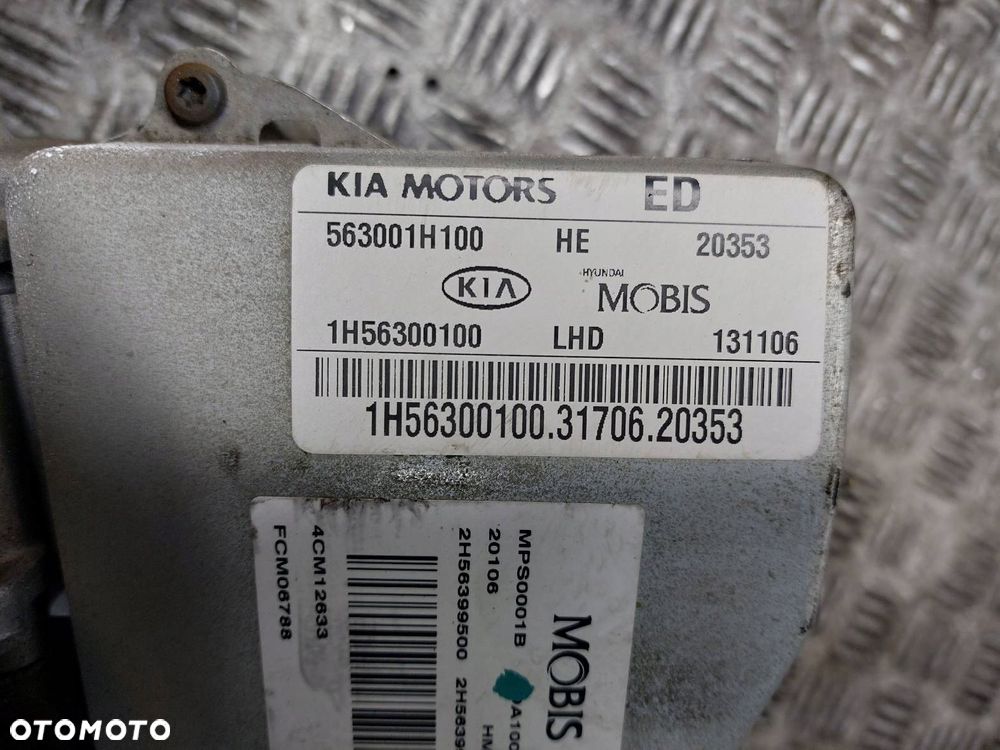 KIA MOTORS ED
563001H100 HE 20353
KIA HYUNDAI MOBIS
1H56300100 LHD 131106
1H56300100.31706.20353
MOBIS
MPS0001B A100
20106
2H56399500
4CM12633
FCM06788
OTOMOTO